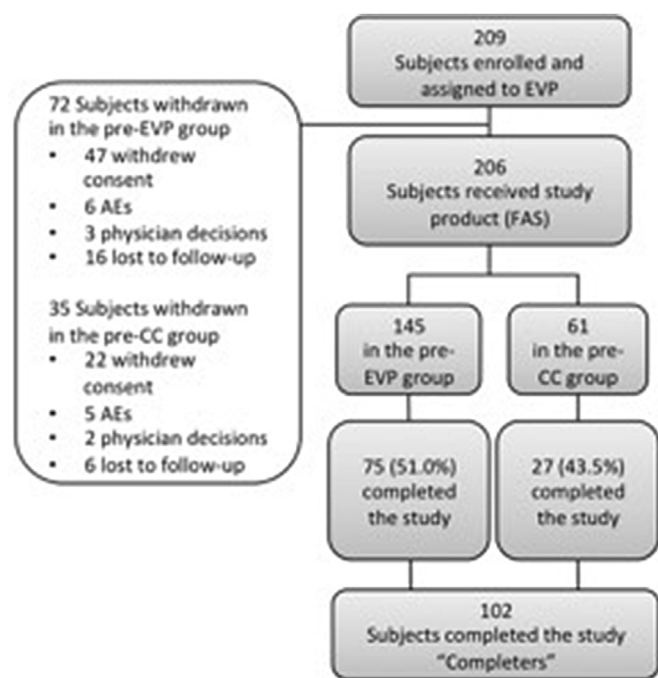 209
Subjects enrolled and
assigned to EVP
72 Subjects withdrawn
in the pre-EVP group
• 47 withdrew
consent
• 6 AEs
• 3 physician decisions
• 16 lost to follow-up
35 Subjects withdrawn
in the pre-CC group
• 22 withdrew
consent
• 5 AEs
• 2 physician decisions
• 6 lost to follow-up
206
Subjects received study
product (FAS)
145
in the pre-
EVP group
61
in the pre-
CC group
75 (51.0%)
completed
the study
27 (43.5%)
completed
the study
102
Subjects completed the study
"Completers"